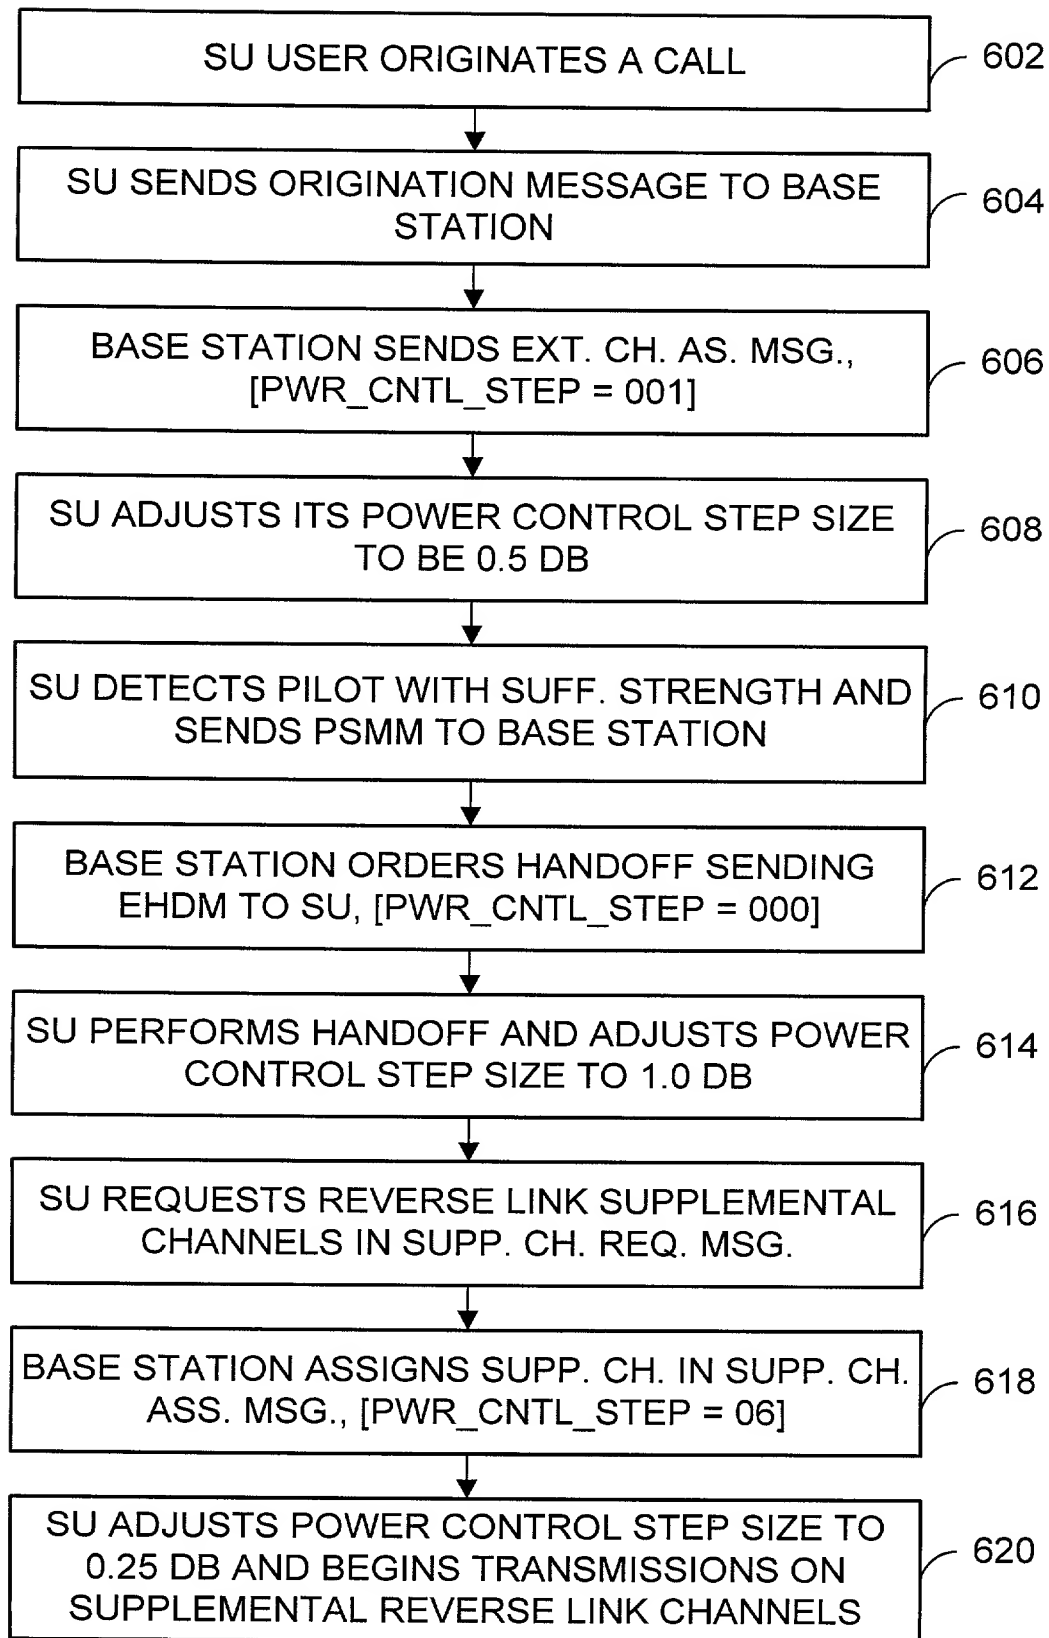 SU USER ORIGINATES A CALL
602
SU SENDS ORIGINATION MESSAGE TO BASE
STATION
604
BASE STATION SENDS EXT. CH. AS. MSG.,
[PWR_CNTL_STEP = 001]
606
SU ADJUSTS ITS POWER CONTROL STEP SIZE
TO BE 0.5 DB
608
SU DETECTS PILOT WITH SUFF. STRENGTH AND
SENDS PSMM TO BASE STATION
610
BASE STATION ORDERS HANDOFF SENDING
EHDM TO SU, [PWR_CNTL_STEP = 000]
612
SU PERFORMS HANDOFF AND ADJUSTS POWER
CONTROL STEP SIZE TO 1.0 DB
614
SU REQUESTS REVERSE LINK SUPPLEMENTAL
CHANNELS IN SUPP. CH. REQ. MSG.
616
BASE STATION ASSIGNS SUPP. CH. IN SUPP. CH.
ASS. MSG., [PWR_CNTL_STEP = 06]
618
SU ADJUSTS POWER CONTROL STEP SIZE TO
0.25 DB AND BEGINS TRANSMISSIONS ON
SUPPLEMENTAL REVERSE LINK CHANNELS
620